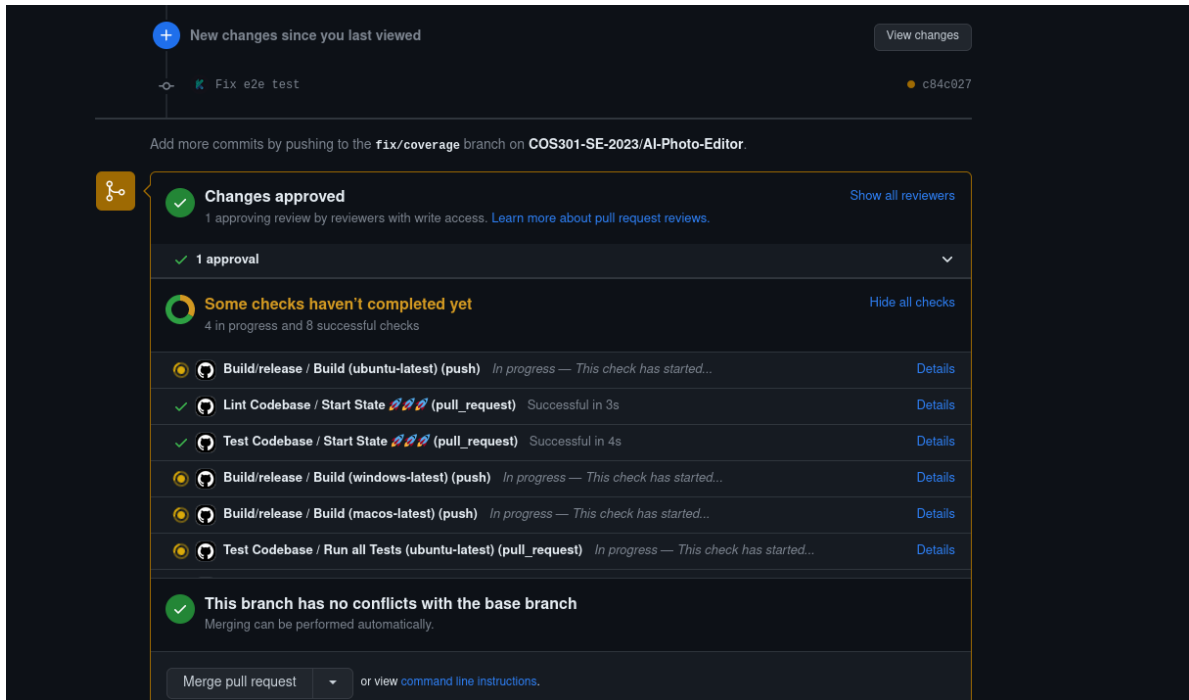 New changes since you last viewed View changes
Fix e2e test c84c027
Add more commits by pushing to the fix/coverage branch on COS301-SE-2023/AI-Photo-Editor.
Changes approved Show all reviewers
1 approving review by reviewers with write access. Learn more about pull request reviews.
1 approval
Some checks haven't completed yet Hide all checks
4 in progress and 8 successful checks
Build/release / Build (ubuntu-latest) (push) In progress — This check has started... Details
Lint Codebase / Start State 🚀🚀🚀 (pull_request) Successful in 3s Details
Test Codebase / Start State 🚀🚀🚀 (pull_request) Successful in 4s Details
Build/release / Build (windows-latest) (push) In progress — This check has started... Details
Build/release / Build (macos-latest) (push) In progress — This check has started... Details
Test Codebase / Run all Tests (ubuntu-latest) (pull_request) In progress — This check has started... Details
This branch has no conflicts with the base branch
Merging can be performed automatically.
Merge pull request or view command line instructions.